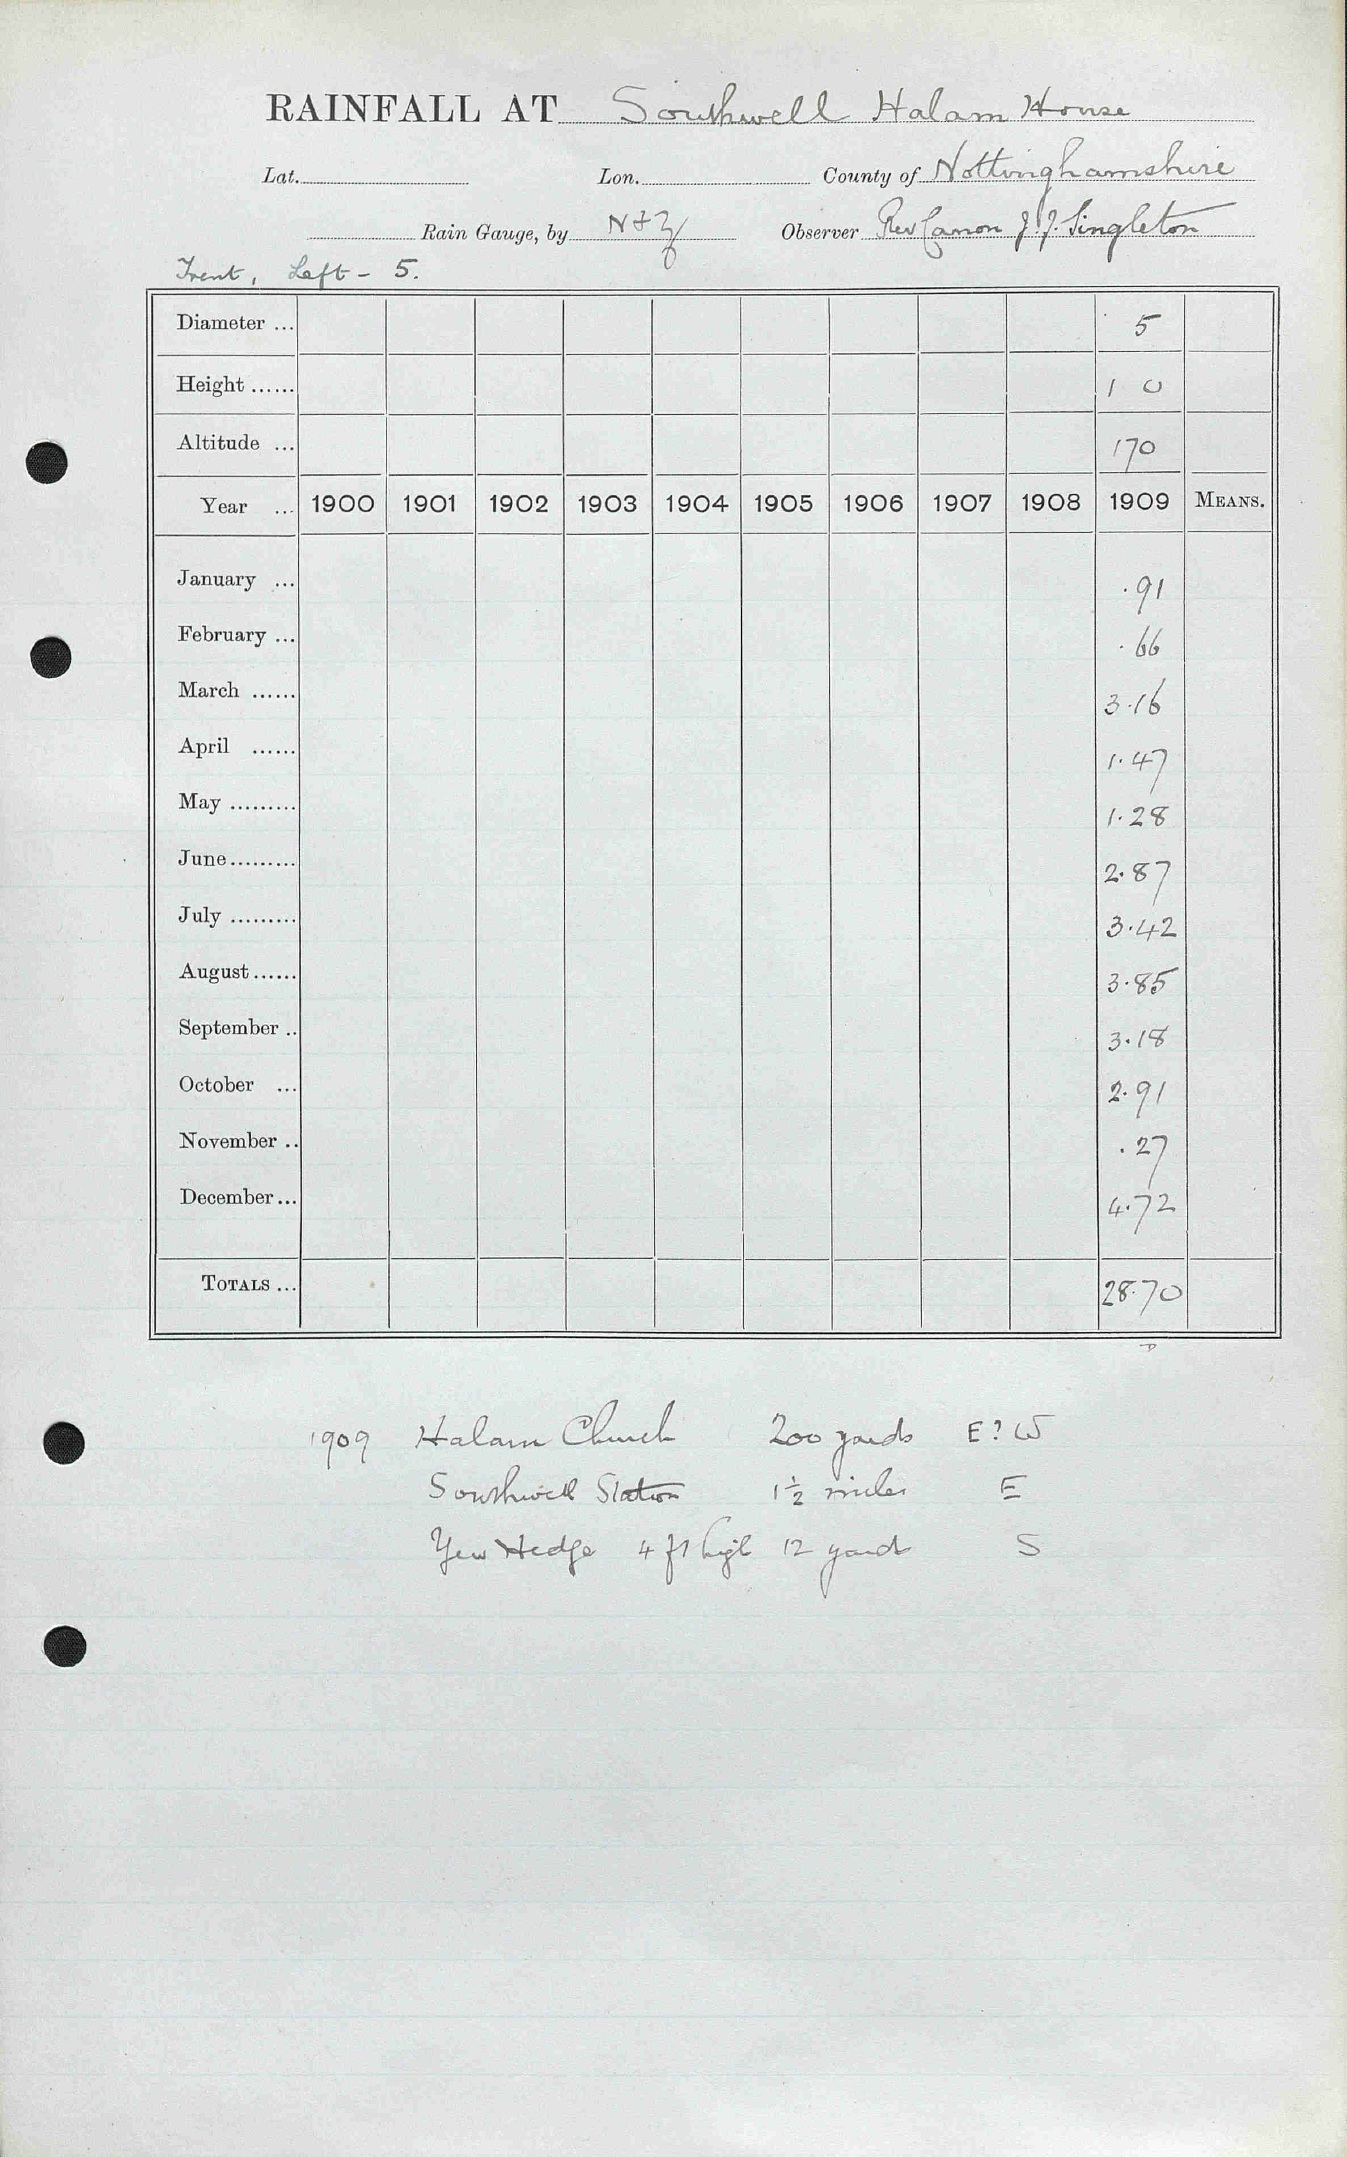 RAINFALL AT Southwell Halam House
Lat. Lon. County of Nottinghamshire
Rain Gauge, by N & Z Observer Rev Canon J. J. Singleton
Trent, Left - 5.
Diameter ... 5
Height ...... 1 0
Altitude ... 170
Year ... 1900 1901 1902 1903 1904 1905 1906 1907 1908 1909 MEANS.
January ... .91
February ... .66
March ...... 3.16
April ...... 1.47
May ......... 1.28
June ......... 2.87
July ......... 3.42
August ...... 3.85
September .. 3.18
October ... 2.91
November .. .27
December ... 4.72
TOTALS ... 28.70
1909 Halam Church 200 yards E? W
Southwell Station 1½ miles E
Yew Hedge 4 ft high 12 yards S